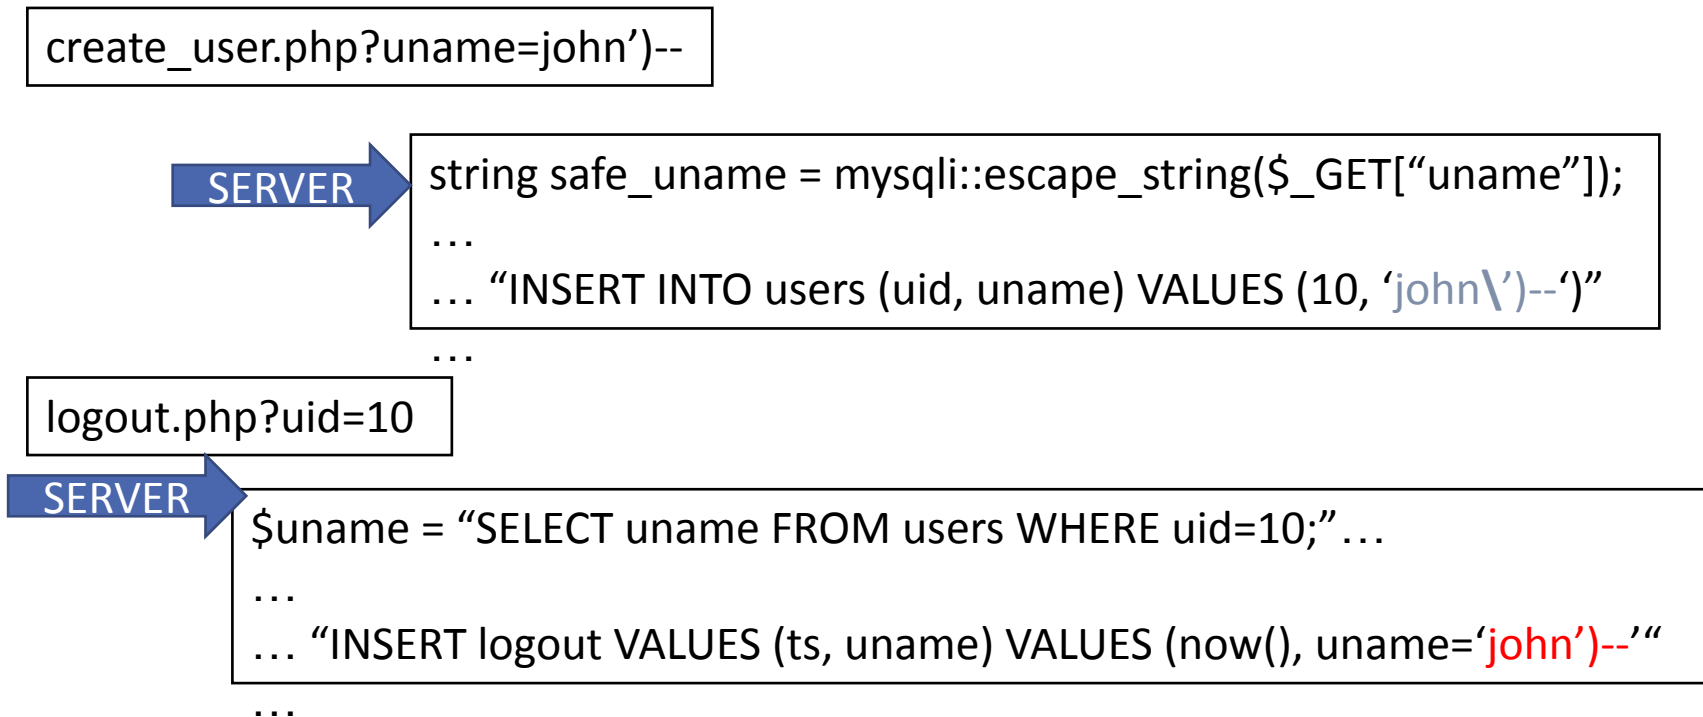 create_user.php?uname=john’)--
SERVER
string safe_uname = mysqli::escape_string($_GET[“uname”]);
…
… “INSERT INTO users (uid, uname) VALUES (10, ‘john\’)--‘)”
…
logout.php?uid=10
SERVER
$uname = “SELECT uname FROM users WHERE uid=10;”…
…
… “INSERT logout VALUES (ts, uname) VALUES (now(), uname=‘john’)--’“
…